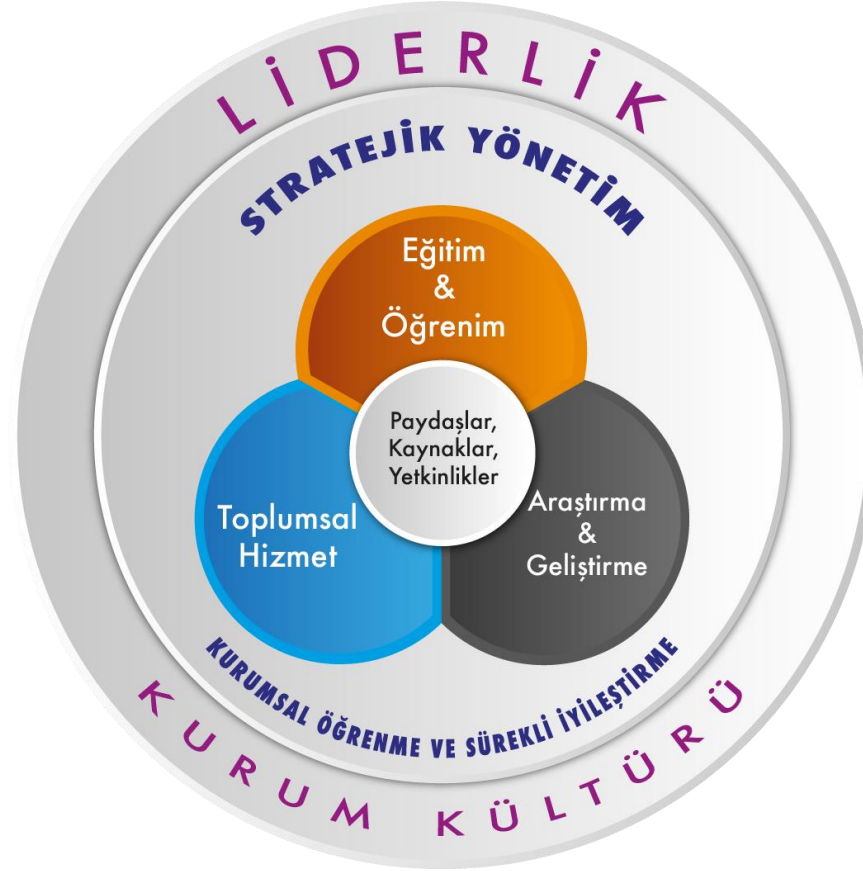 LİDERLİK
STRATEJİK YÖNETİM
Eğitim
&
Öğrenim
Paydaşlar,
Kaynaklar,
Yetkinlikler
Toplumsal
Hizmet
Araştırma
&
Geliştirme
KURUMSAL ÖĞRENME VE SÜREKLİ İYİLEŞTİRME
KURUM KÜLTÜRÜ